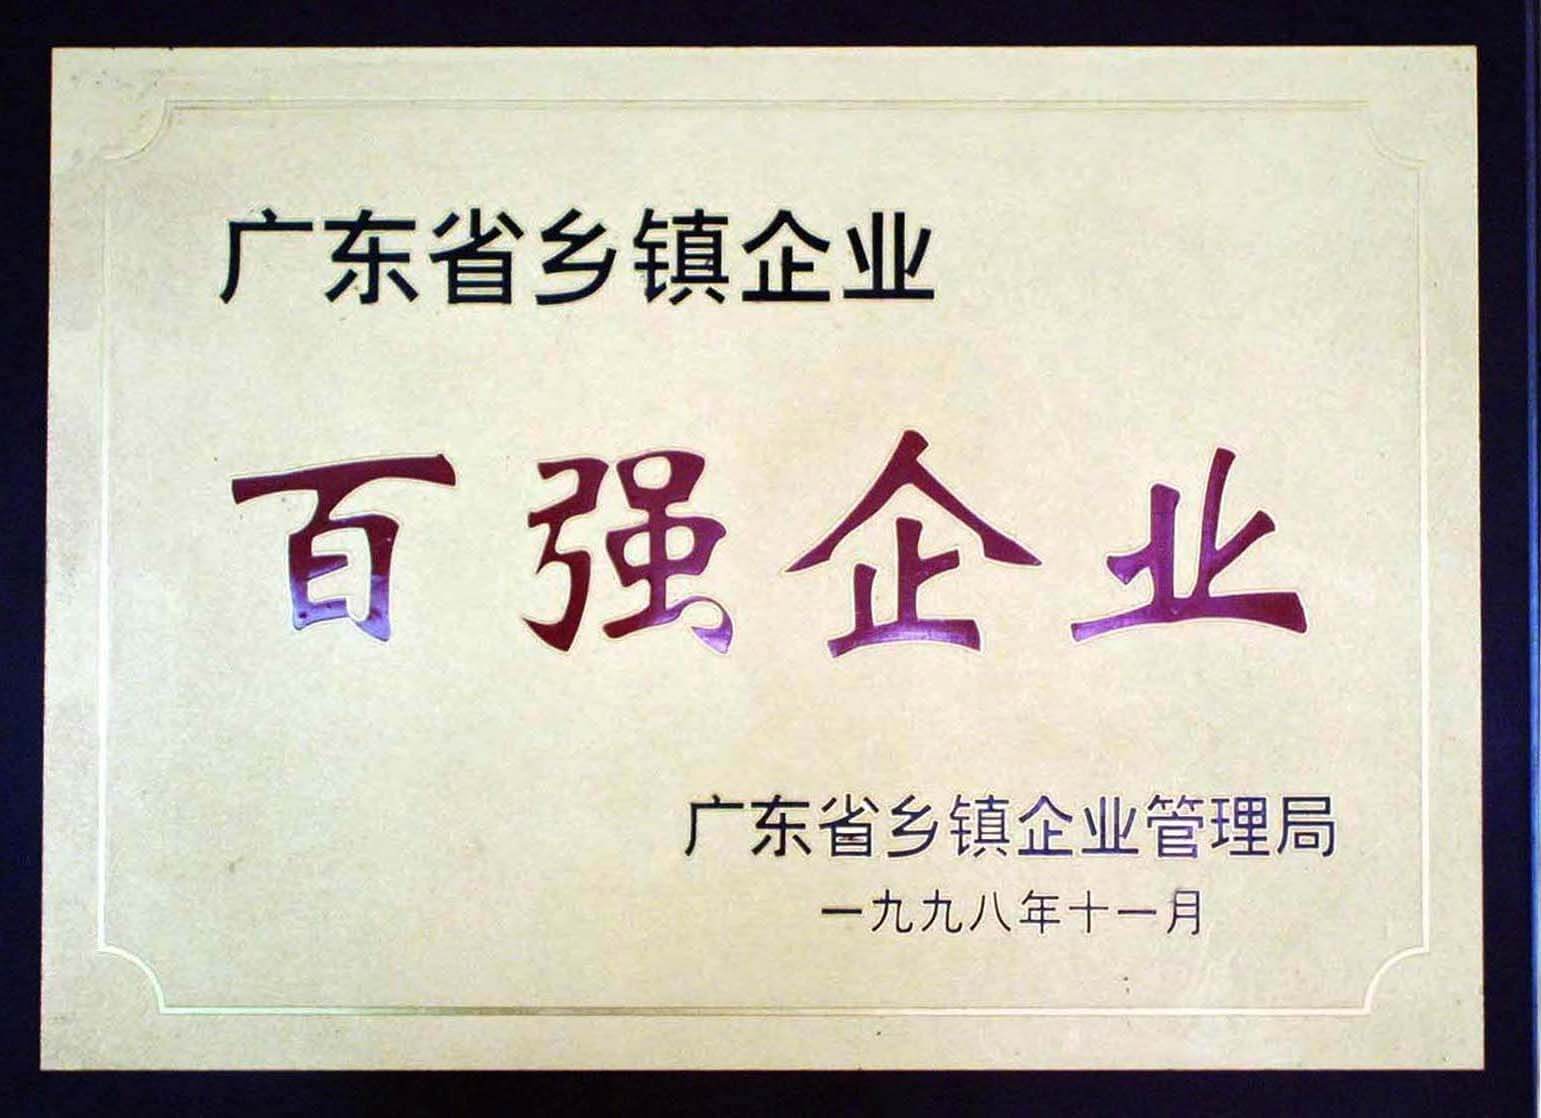 广东省乡镇企业
百强企业
广东省乡镇企业管理局
一九九八年十一月